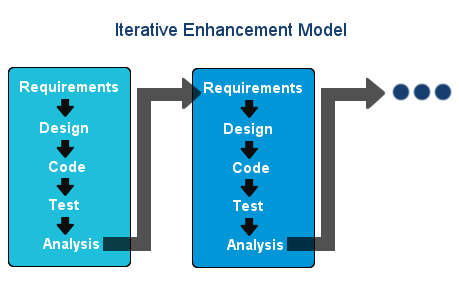 Iterative Enhancement Model
Requirements
Design
Code
Test
Analysis
Requirements
Design
Code
Test
Analysis